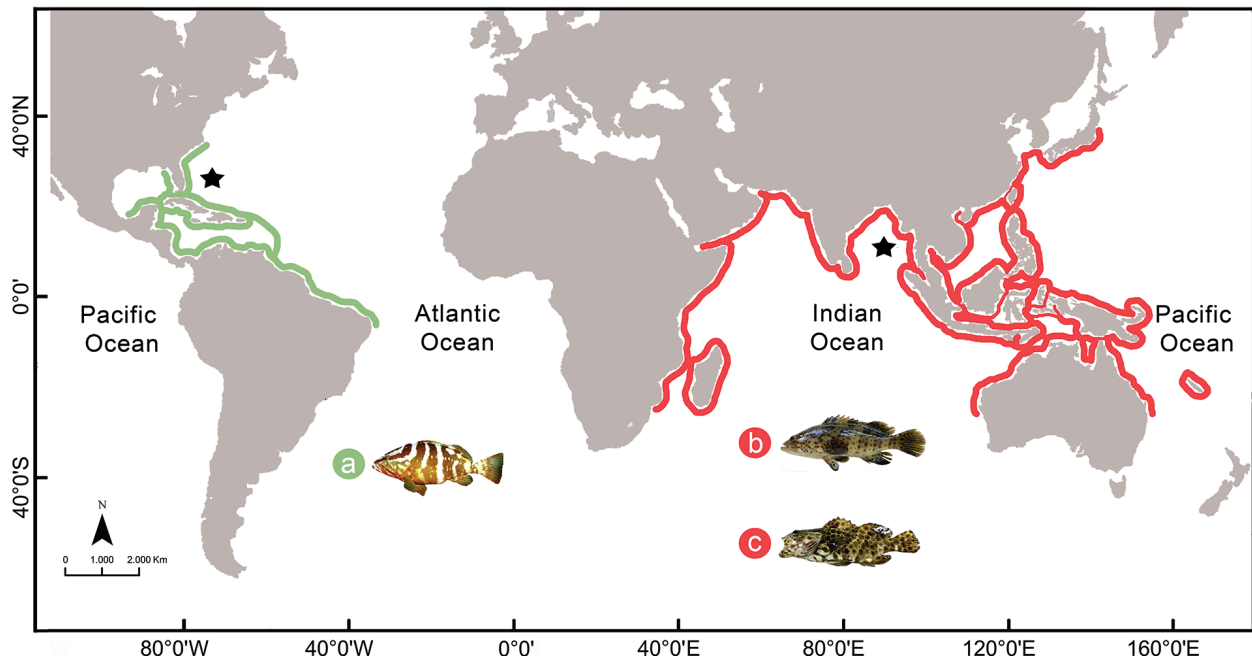 40°0'N
0°0'
40°0'S
Pacific
Ocean
Atlantic
Ocean
Indian
Ocean
Pacific
Ocean
a
b
c
N
0 1.000 2.000 Km
80°0'W 40°0'W 0°0' 40°0'E 80°0'E 120°0'E 160°0'E